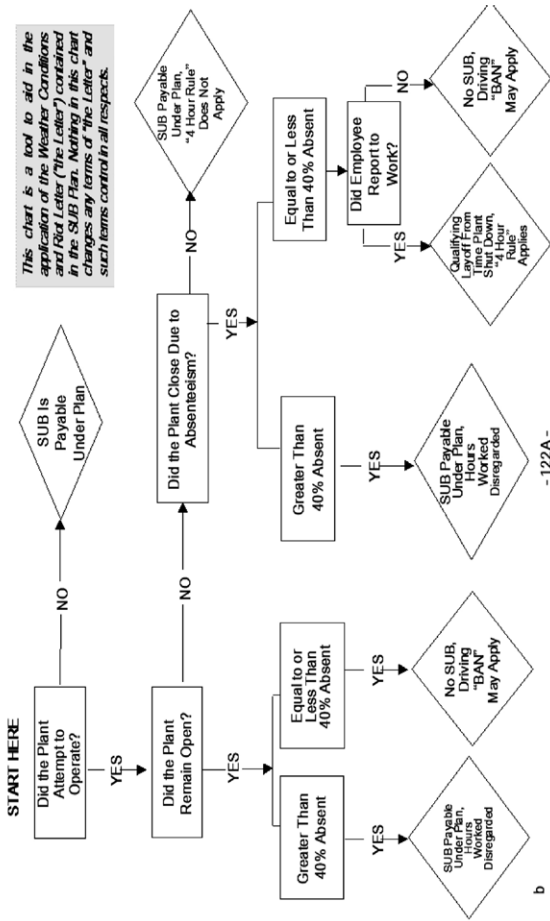 This chart is a tool to aid in the
application of the Weather Conditions
and Riot Letter ("the Letter") contained
in the SUB Plan. Nothing in this chart
changes any terms of "the Letter" and
such terms control in all respects.
START HERE
Did the Plant
Attempt to
Operate?
NO
SUB Is
Payable
Under Plan
YES
Did the Plant
Remain Open?
NO
Did the Plant Close Due to
Absenteeism?
NO
SUB Payable
Under Plan,
"4 Hour Rule"
Does Not
Apply
YES
YES
Greater Than
40% Absent
Equal to or
Less Than
40% Absent
Greater Than
40% Absent
Equal to or Less
Than 40% Absent
YES
YES
YES
Did Employee
Report to
Work?
YES
NO
SUB Payable
Under Plan,
Hours
Worked
Disregarded
No SUB,
Driving
"BAN"
May Apply
SUB Payable
Under Plan,
Hours
Worked
Disregarded
Qualifying
Layoff From
Time Plant
Shut Down,
"4 Hour
Rule"
Applies
No SUB,
Driving
"BAN"
May Apply
b
-122A-